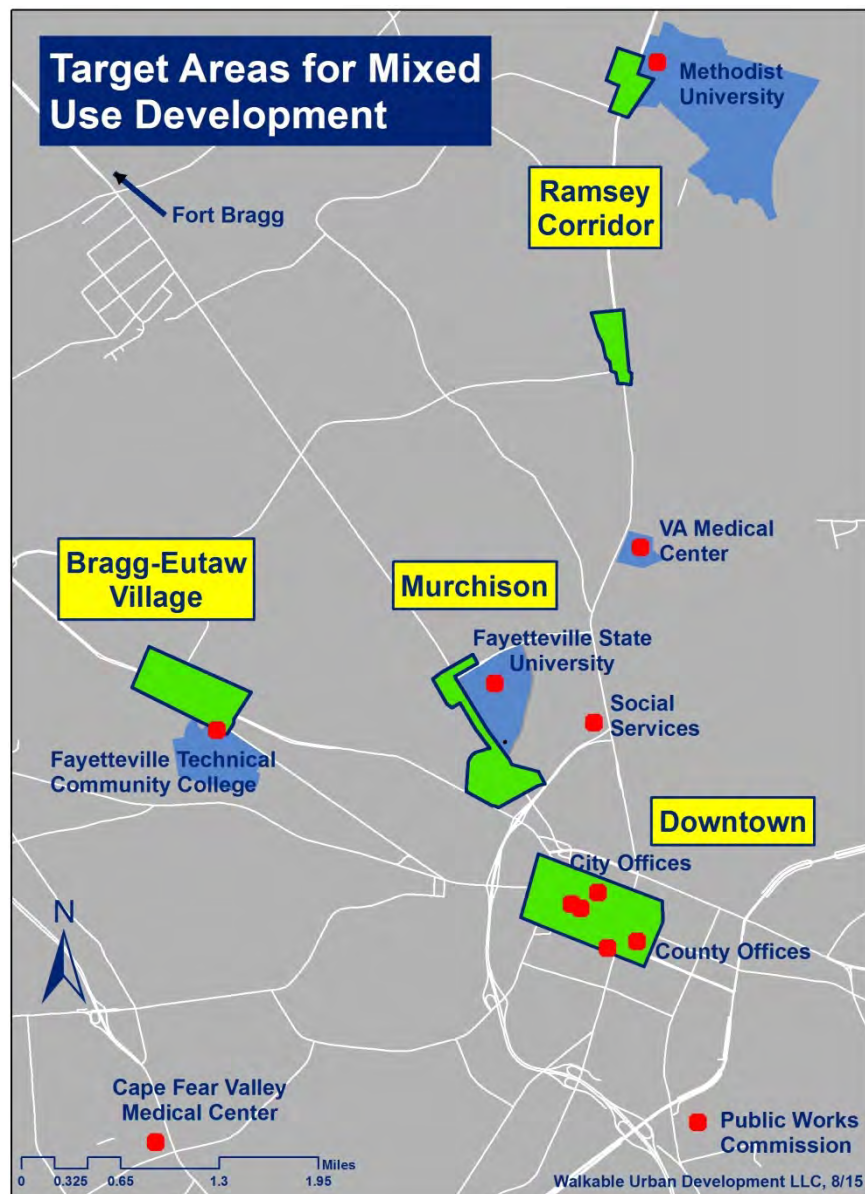 Target Areas for Mixed
Use Development
Methodist
University
Fort Bragg
Ramsey
Corridor
VA Medical
Center
Bragg-Eutaw
Village
Murchison
Fayetteville State
University
Social
Services
Fayetteville Technical
Community College
Downtown
City Offices
County Offices
N
Cape Fear Valley
Medical Center
Public Works
Commission
Miles
0 0.325 0.65 1.3 1.95
Walkable Urban Development LLC, 8/15